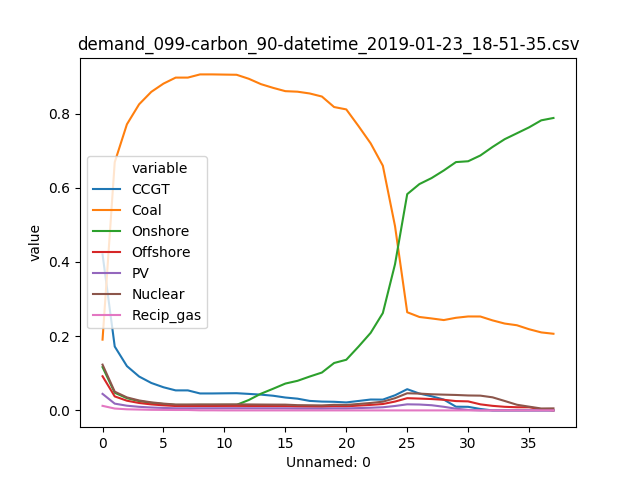 demand_099-carbon_90-datetime_2019-01-23_18-51-35.csv
value
0.8
0.6
0.4
0.2
0.0
variable
CCGT
Coal
Onshore
Offshore
PV
Nuclear
Recip_gas
0 5 10 15 20 25 30 35
Unnamed: 0